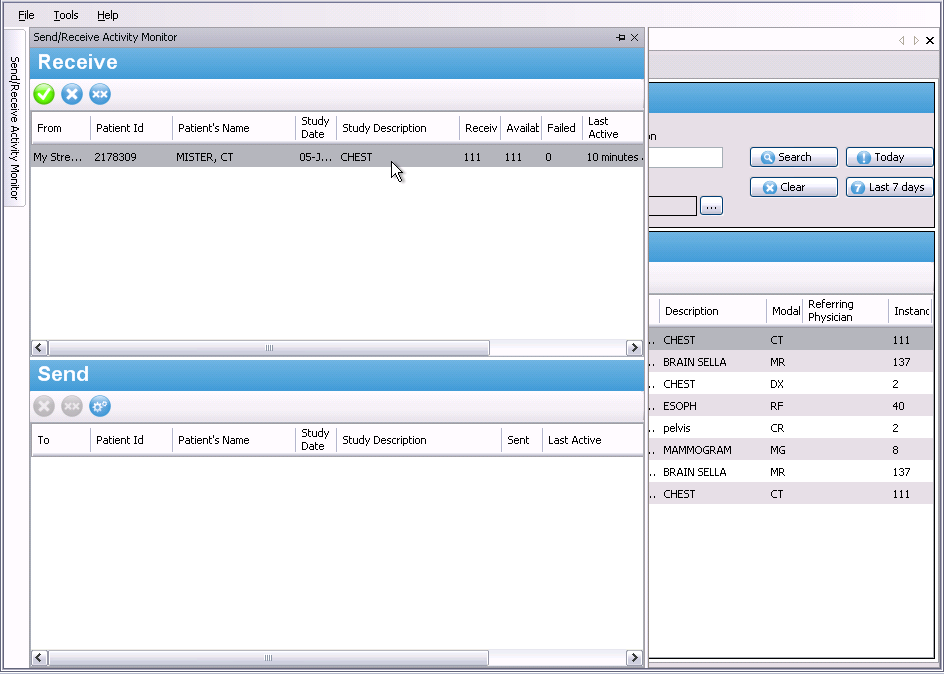 File Tools Help
Send/Receive Activity Monitor
Send/Receive Activity Monitor
Receive
From Patient Id Patient's Name Study Date Study Description Receiv Availat Failed Last Active
My Stre... 2178309 MISTER, CT 05-J... CHEST 111 111 0 10 minutes
Send
To Patient Id Patient's Name Study Date Study Description Sent Last Active
on
Search Today
Clear Last 7 days
...
Description Modal Referring Physician Instanc
CHEST CT 111
BRAIN SELLA MR 137
CHEST DX 2
ESOPH RF 40
pelvis CR 2
MAMMOGRAM MG 8
BRAIN SELLA MR 137
CHEST CT 111